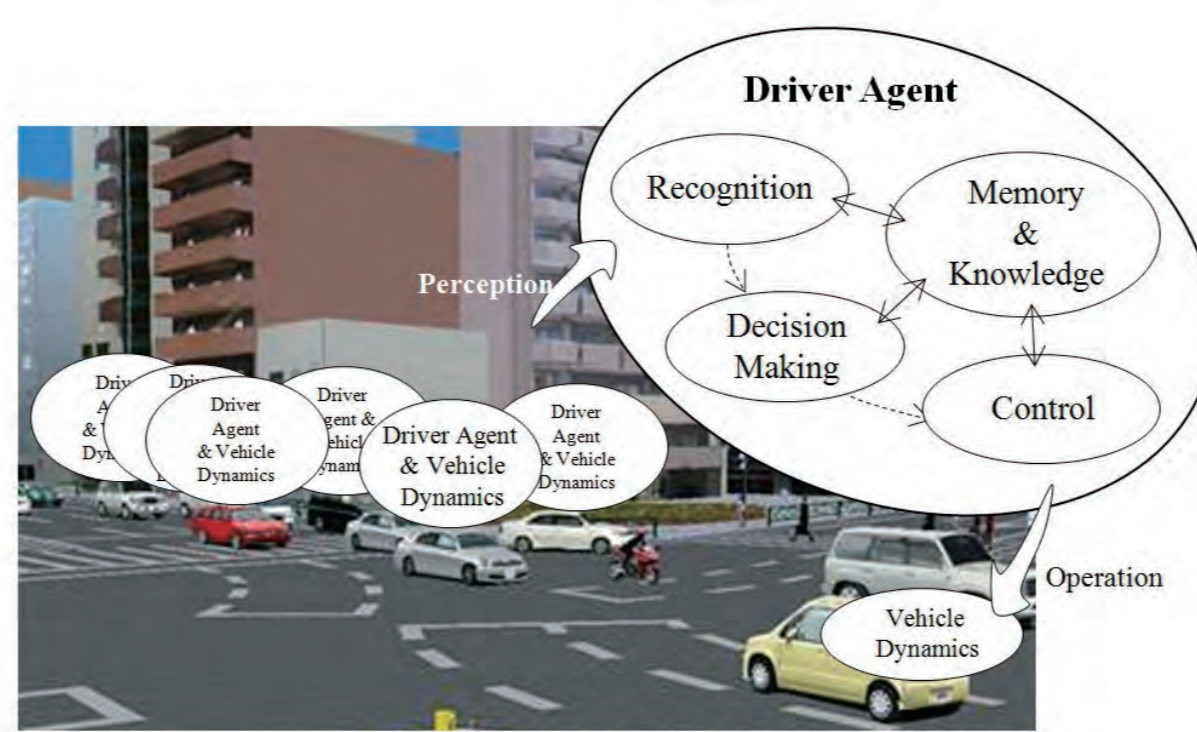 Driver Agent
Recognition
Memory
&
Knowledge
Perception
Decision
Making
Control
Driver
Agent
& Vehicle
Dynamics
Driver
Driver Agent
& Vehicle
Dynamics
Driver
Agent
& Vehicle
Dynamics
Operation
Vehicle
Dynamics